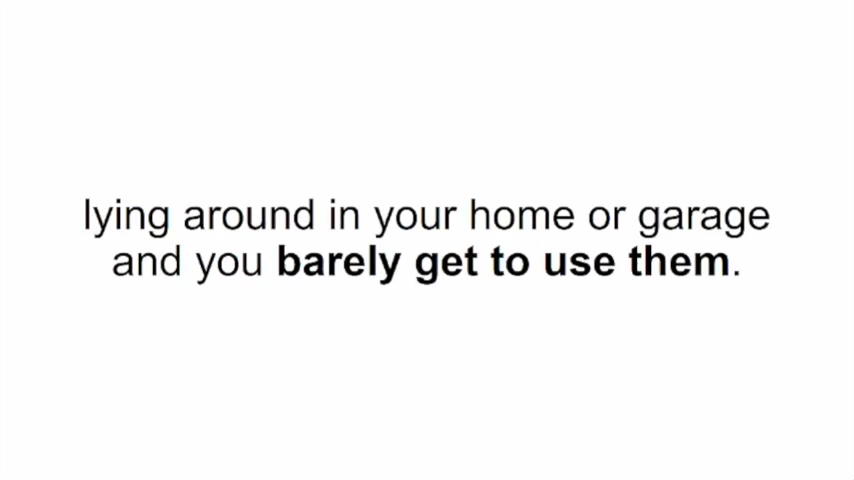 lying around in your home or garage
and you barely get to use them.